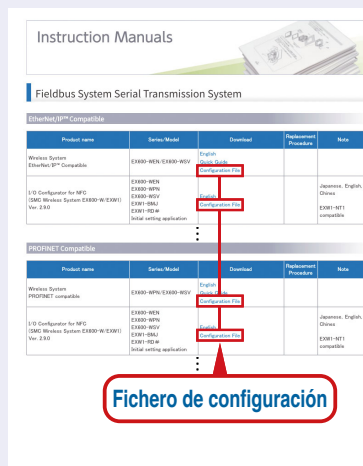 Instruction Manuals
Fieldbus System Serial Transmission System
EtherNet/IP™ Compatible
Product name Series/Model Download Replacement Procedure Note
Wireless System
EtherNet/IP™ Compatible
EX600-WEN/EX600-WSV
English
Quick Guide
Configuration File
I/O Configurator for NFC
(SMC Wireless System EX600-W/EXW1)
Ver. 2.9.0
EX600-WEN
EX600-WPN
EX600-WSV
EXW1-BMJ
EXW1-RD#
Initial setting application
English
Configuration File
Japanese, English,
Chines
EXW1-NT1
compatible
PROFINET Compatible
Product name Series/Model Download Replacement Procedure Note
Wireless System
PROFINET compatible
EX600-WPN/EX600-WSV
English
Quick Guide
Configuration File
I/O Configurator for NFC
(SMC Wireless System EX600-W/EXW1)
Ver. 2.9.0
EX600-WEN
EX600-WPN
EX600-WSV
EXW1-BMJ
EXW1-RD#
Initial setting application
English
Configuration File
Japanese, English,
Chines
EXW1-NT1
compatible
Fichero de configuración